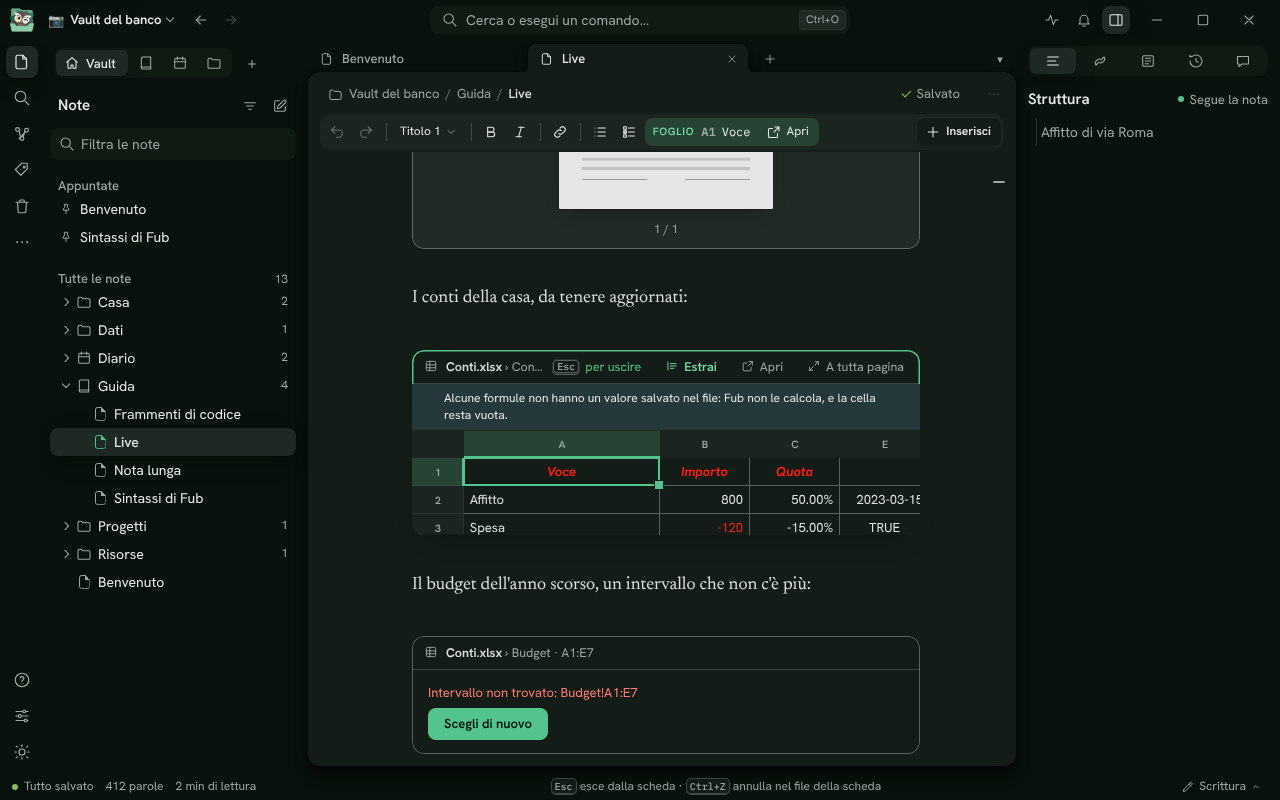 Vault del banco
Cerca o esegui un comando...
Ctrl+O
Vault
Benvenuto
Live
Note
Vault del banco / Guida / Live
Salvato
Struttura
Segue la nota
Affitto di via Roma
Filtra le note
Titolo 1
B I
FOGLIO A1 Voce
Apri
Inserisci
Appuntate
Benvenuto
Sintassi di Fub
Tutte le note 13
Casa 2
Dati 1
Diario 2
Guida 4
Frammenti di codice
Live
Nota lunga
Sintassi di Fub
Progetti 1
Risorse 1
Benvenuto
1 / 1
I conti della casa, da tenere aggiornati:
Conti.xlsx › Con... Esc per uscire Estrai Apri A tutta pagina
Alcune formule non hanno un valore salvato nel file: Fub non le calcola, e la cella
resta vuota.
A B C E
1 Voce Importo Quota
2 Affitto 800 50.00% 2023-03-15
3 Spesa -120 -15.00% TRUE
Il budget dell'anno scorso, un intervallo che non c'è più:
Conti.xlsx › Budget · A1:E7
Intervallo non trovato: Budget!A1:E7
Scegli di nuovo
Tutto salvato 412 parole 2 min di lettura
Esc esce dalla scheda · Ctrl+Z annulla nel file della scheda
Scrittura